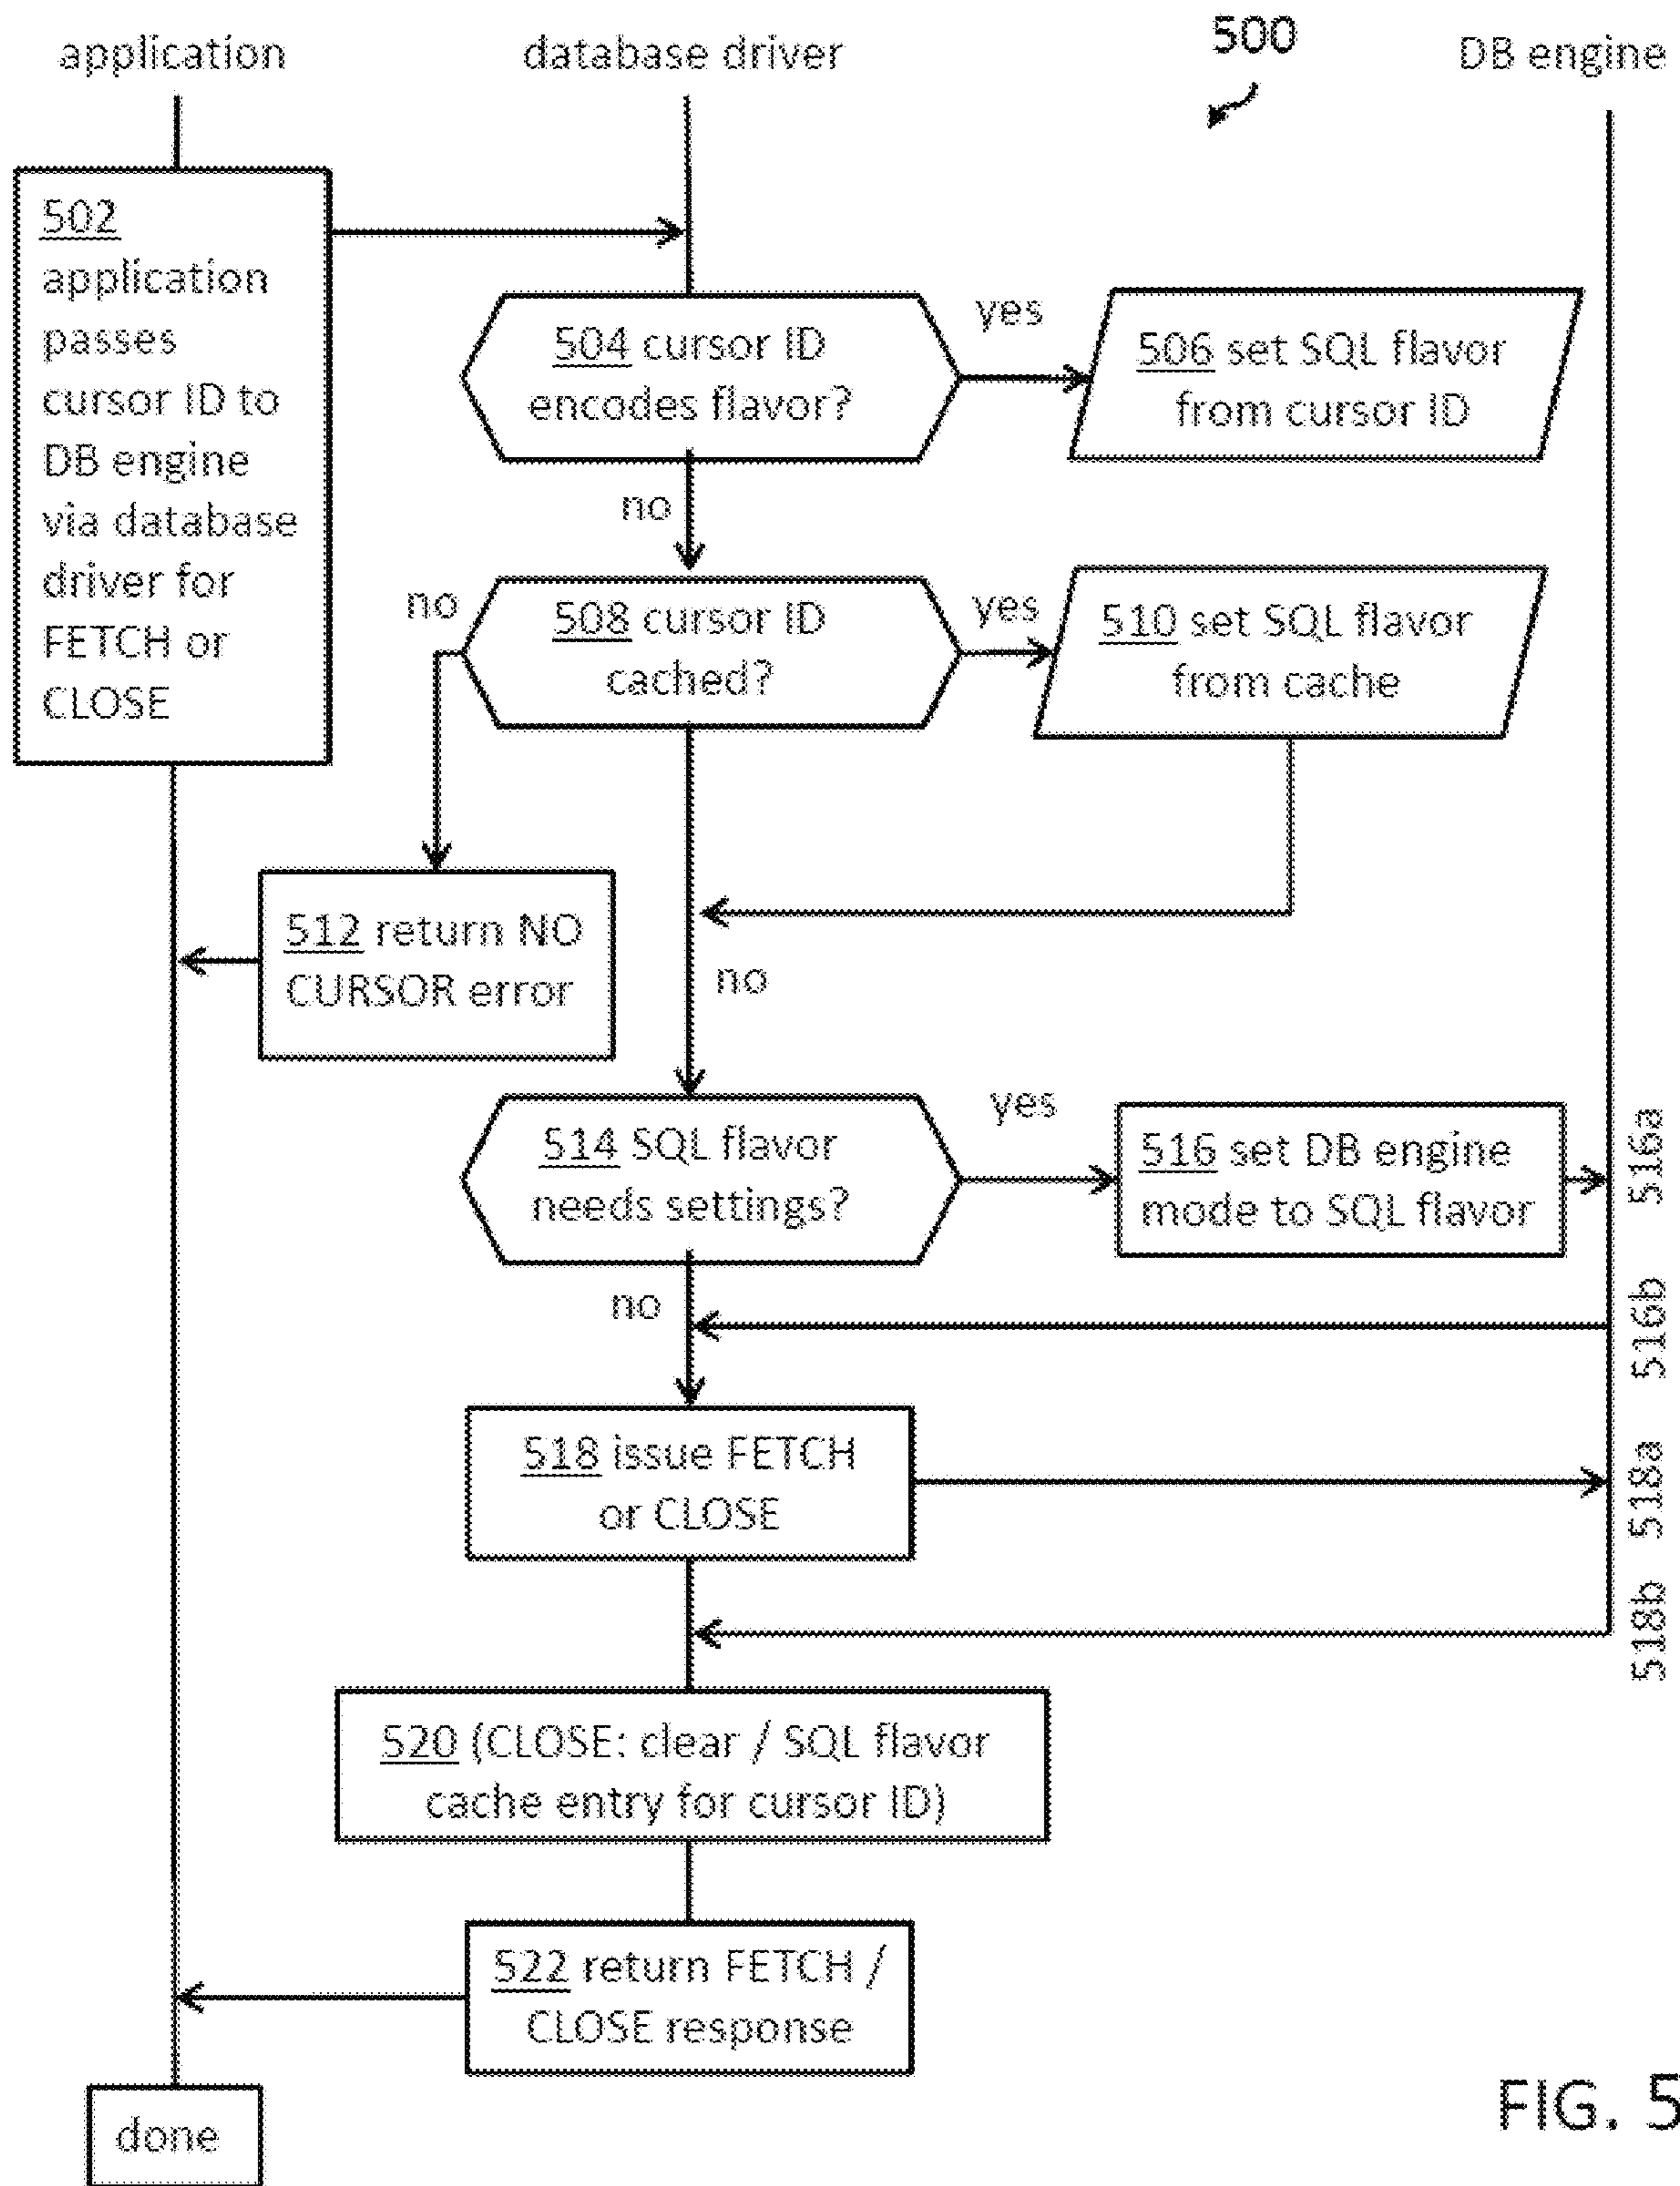 application
database driver
500
DB engine
502
application
passes
cursor ID to
DB engine
via database
driver for
FETCH or
CLOSE
504 cursor ID
encodes flavor?
yes
506 set SQL flavor
from cursor ID
no
no
508 cursor ID
cached?
yes
510 set SQL flavor
from cache
512 return NO
CURSOR error
no
514 SQL flavor
needs settings?
yes
516 set DB engine
mode to SQL flavor
516a
no
516b
518 issue FETCH
or CLOSE
518a
518b
520 (CLOSE: clear / SQL flavor
cache entry for cursor ID)
522 return FETCH /
CLOSE response
done
FIG. 5